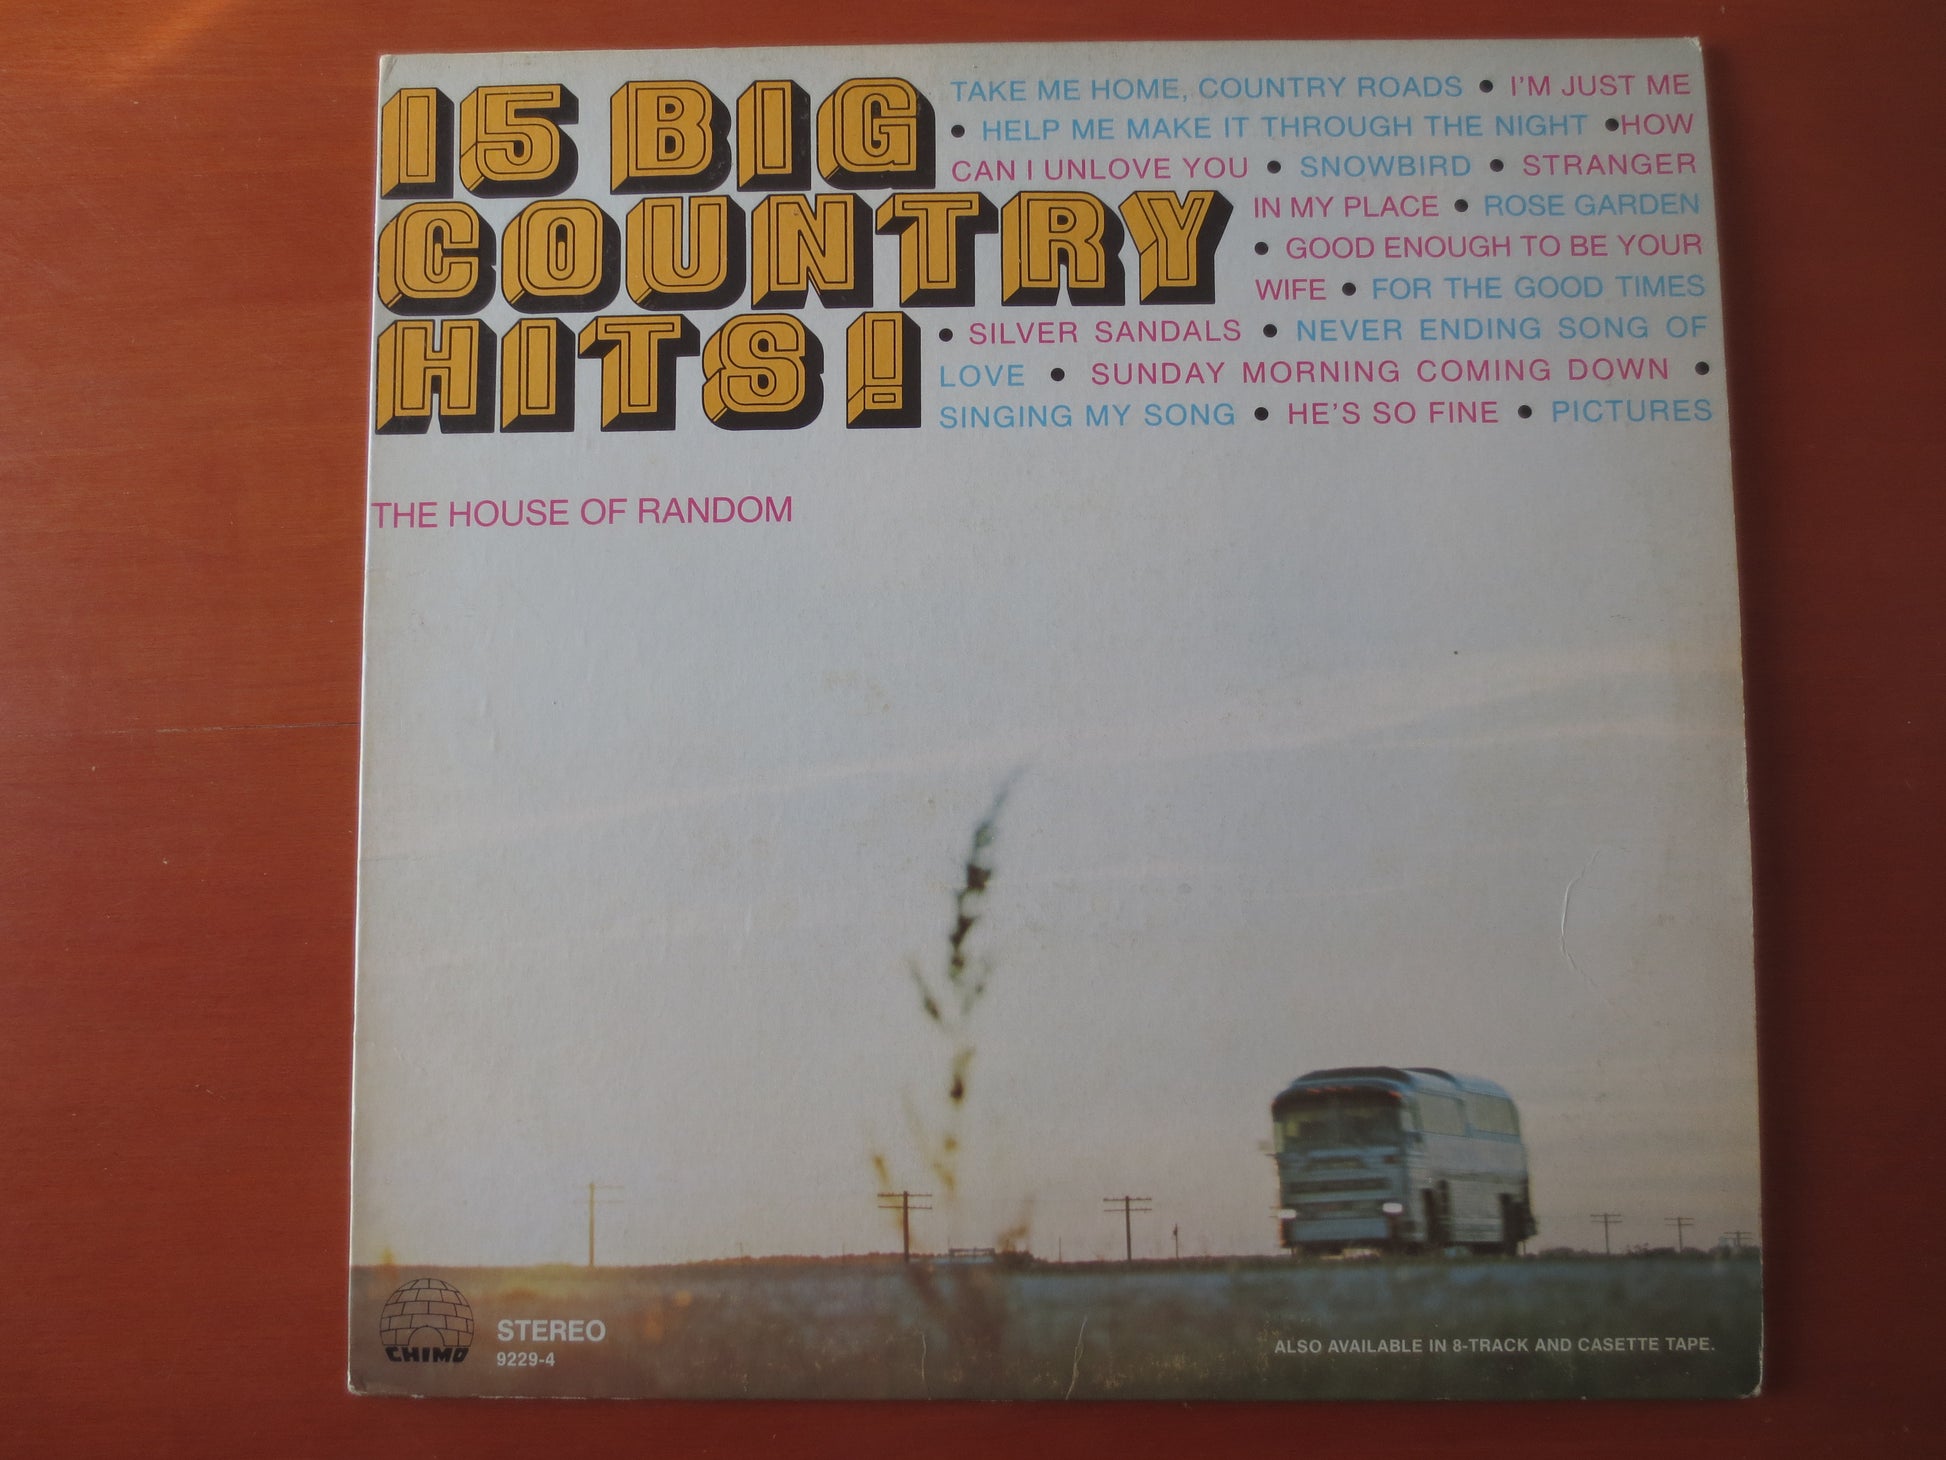 15 BIG
COUNTRY
HITS!
TAKE ME HOME, COUNTRY ROADS • I'M JUST ME
• HELP ME MAKE IT THROUGH THE NIGHT • HOW
CAN I UNLOVE YOU • SNOWBIRD • STRANGER
IN MY PLACE • ROSE GARDEN
• GOOD ENOUGH TO BE YOUR
WIFE • FOR THE GOOD TIMES
• SILVER SANDALS • NEVER ENDING SONG OF
LOVE • SUNDAY MORNING COMING DOWN •
SINGING MY SONG • HE'S SO FINE • PICTURES
THE HOUSE OF RANDOM
CHIMO
STEREO
9229-4
ALSO AVAILABLE IN 8-TRACK AND CASETTE TAPE.